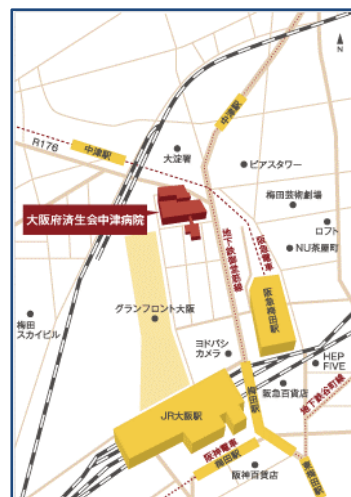 N
中津駅
R176
中津駅
大淀署
ピアスタワー
梅田芸術劇場
大阪府済生会中津病院
ロフト
地下鉄御堂筋線
阪急電車
NU茶屋町
グランフロント大阪
阪急梅田駅
梅田
スカイビル
ヨドバシ
カメラ
HEP
FIVE
梅田駅
阪急百貨店
JR大阪駅
地下鉄谷町線
阪神電車
梅田駅
阪神百貨店
東梅田駅